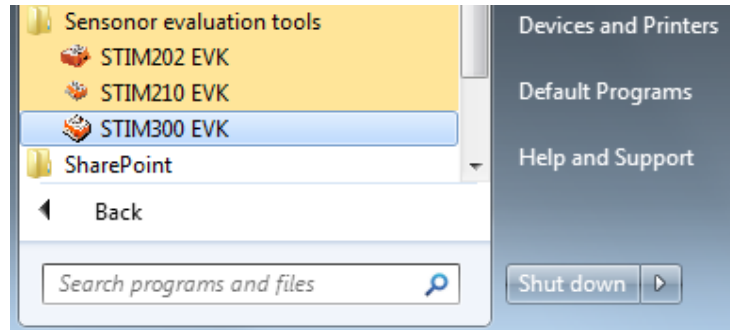 Sensonor evaluation tools
STIM202 EVK
STIM210 EVK
STIM300 EVK
SharePoint
Back
Search programs and files
Devices and Printers
Default Programs
Help and Support
Shut down